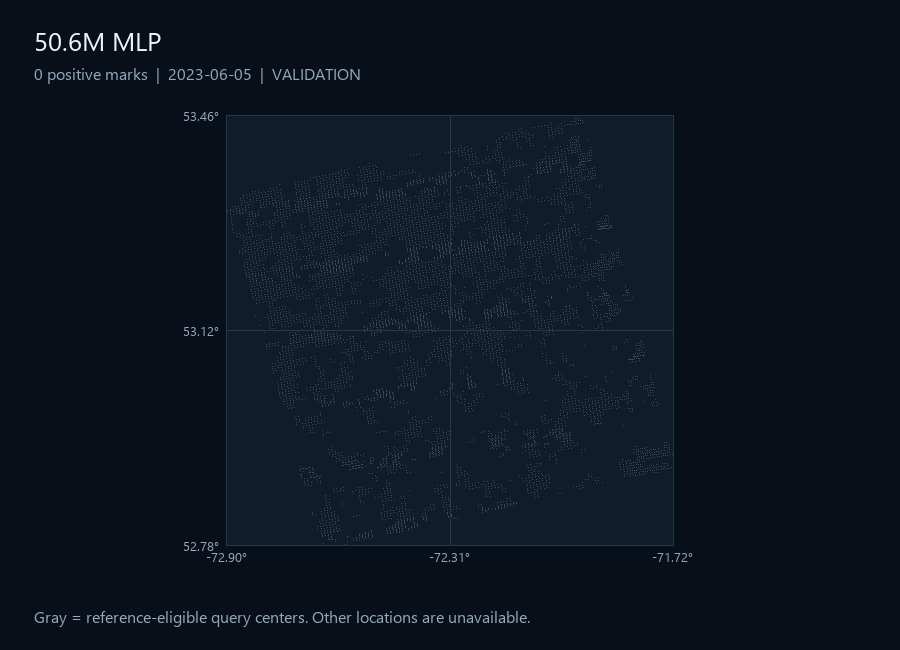 50.6M MLP
0 positive marks | 2023-06-05 | VALIDATION
53.46°
53.12°
52.78°
-72.90°
-72.31°
-71.72°
Gray = reference-eligible query centers. Other locations are unavailable.